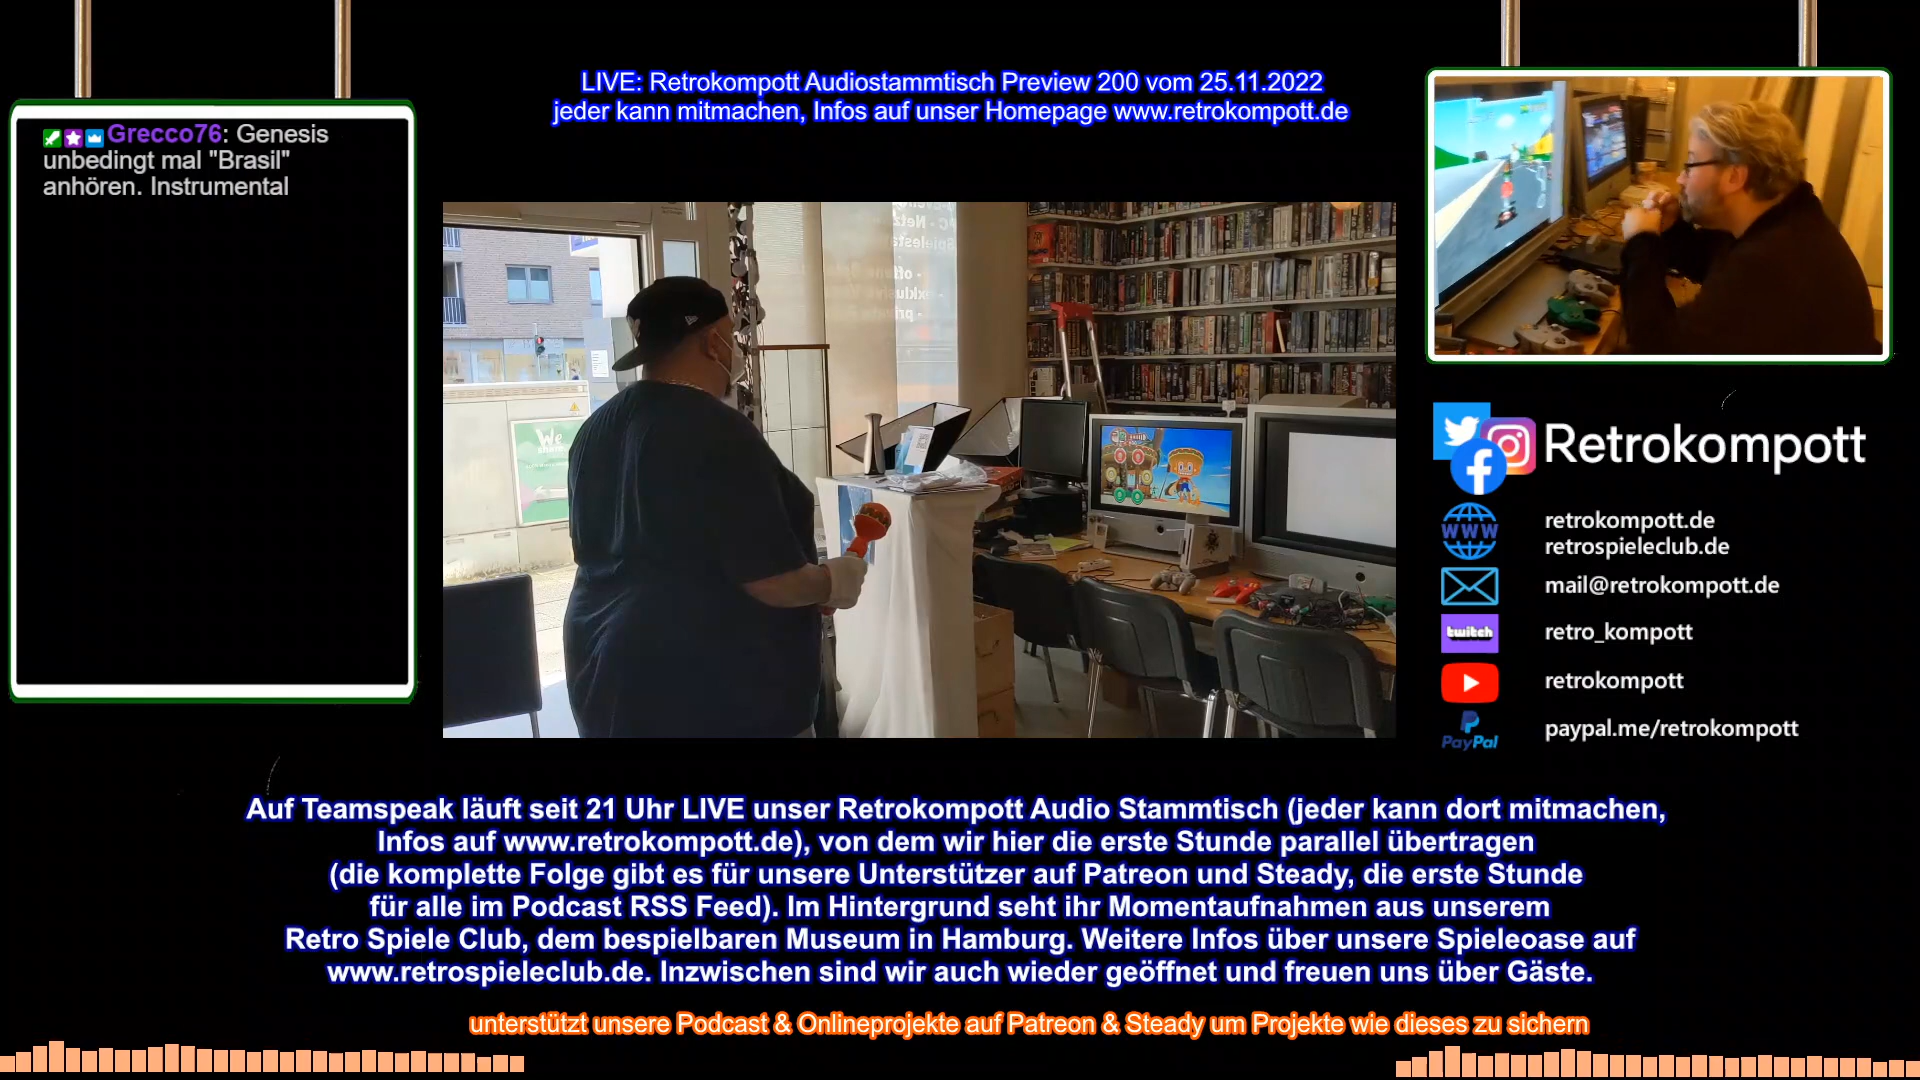 LIVE: Retrokompott Audiostammtisch Preview 200 vom 25.11.2022
jeder kann mitmachen, Infos auf unser Homepage www.retrokompott.de
Grecco76: Genesis
unbedingt mal "Brasil"
anhören. Instrumental
We
Retrokompott
WWW
retrokompott.de
retrospieleclub.de
mail@retrokompott.de
twitch
retro_kompott
retrokompott
PayPal
paypal.me/retrokompott
Auf Teamspeak läuft seit 21 Uhr LIVE unser Retrokompott Audio Stammtisch (jeder kann dort mitmachen,
Infos auf www.retrokompott.de), von dem wir hier die erste Stunde parallel übertragen
(die komplette Folge gibt es für unsere Unterstützer auf Patreon und Steady, die erste Stunde
für alle im Podcast RSS Feed). Im Hintergrund seht ihr Momentaufnahmen aus unserem
Retro Spiele Club, dem bespielbaren Museum in Hamburg. Weitere Infos über unsere Spieleoase auf
www.retrospieleclub.de. Inzwischen sind wir auch wieder geöffnet und freuen uns über Gäste.
unterstützt unsere Podcast & Onlineprojekte auf Patreon & Steady um Projekte wie dieses zu sichern